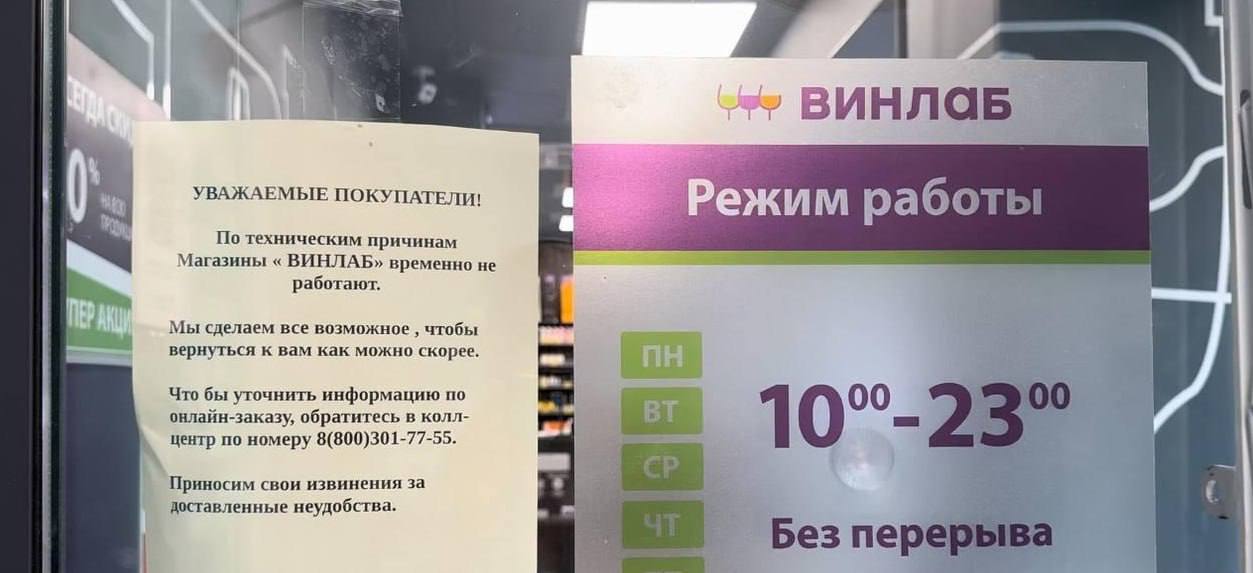 УВАЖАЕМЫЕ ПОКУПАТЕЛИ!
По техническим причинам
Магазины « ВИНЛАБ» временно не
работают.
Мы сделаем все возможное , чтобы
вернуться к вам как можно скорее.
Что бы уточнить информацию по
онлайн-заказу, обратитесь в колл-
центр по номеру 8(800)301-77-55.
Приносим свои извинения за
доставленные неудобства.
ВИНЛАБ
Режим работы
ПН
ВТ
СР
ЧТ
10⁰⁰-23⁰⁰
Без перерыва
%
НА ВСЮ